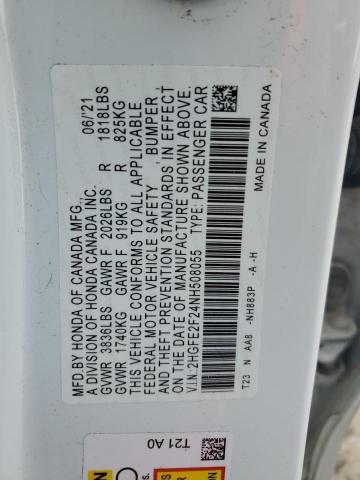 MFD.BY HONDA OF CANADA MFG., 06/'21
A DIVISION OF HONDA CANADA INC.
GVWR 3836LBS GAWR F 2026LBS R 1818LBS
GVWR 1740KG GAWR F 919KG R 825KG
THIS VEHICLE CONFORMS TO ALL APPLICABLE
FEDERAL MOTOR VEHICLE SAFETY, BUMPER,
AND THEFT PREVENTION STANDARDS IN EFFECT
ON THE DATE OF MANUFACTURE SHOWN ABOVE.
V.I.N.:2HGFE2F24NH508055 TYPE:PASSENGER CAR
MADE IN CANADA
T23 N AA8 -NH883P -A -H
T21 A0